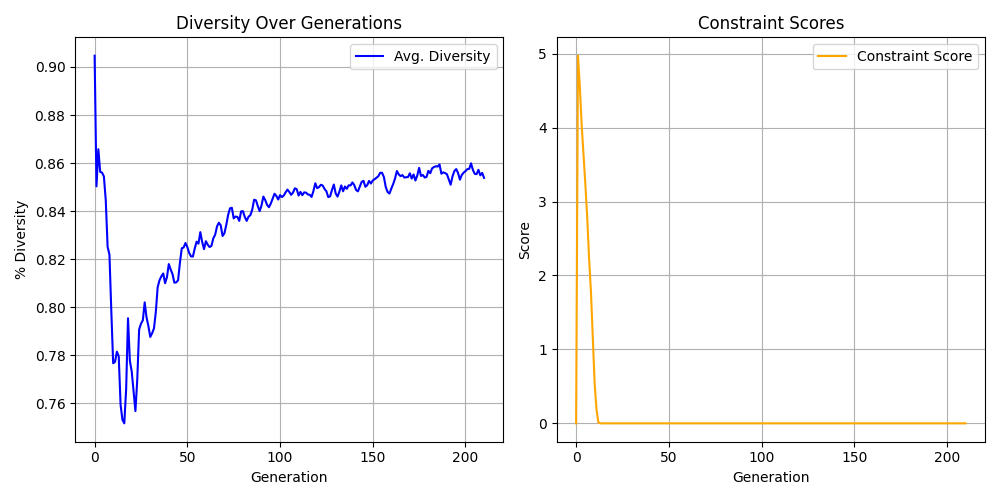 Diversity Over Generations
Avg. Diversity
% Diversity
0.90
0.88
0.86
0.84
0.82
0.80
0.78
0.76
0 50 100 150 200
Generation
Constraint Scores
Constraint Score
Score
5
4
3
2
1
0
0 50 100 150 200
Generation